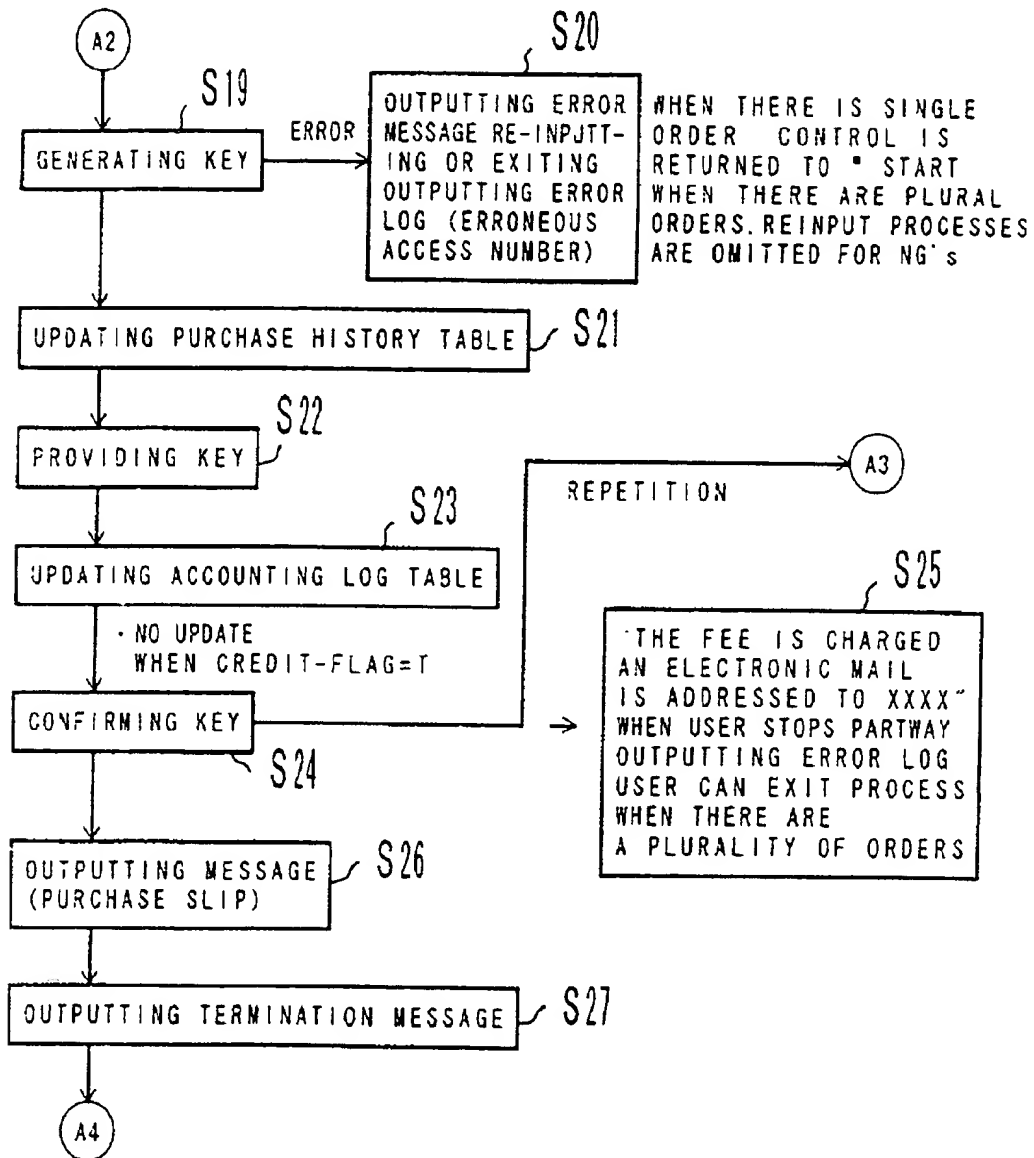 A2
S19
GENERATING KEY
ERROR
S20
OUTPUTTING ERROR
MESSAGE RE-INPUTT-
ING OR EXITING
OUTPUTTING ERROR
LOG (ERRONEOUS
ACCESS NUMBER)
WHEN THERE IS SINGLE
ORDER CONTROL IS
RETURNED TO " START
WHEN THERE ARE PLURAL
ORDERS. REINPUT PROCESSES
ARE OMITTED FOR NG's
UPDATING PURCHASE HISTORY TABLE
S21
S22
PROVIDING KEY
A3
REPETITION
S23
UPDATING ACCOUNTING LOG TABLE
· NO UPDATE
WHEN CREDIT-FLAG=T
CONFIRMING KEY
S24
S25
"THE FEE IS CHARGED
AN ELECTRONIC MAIL
IS ADDRESSED TO XXXX"
WHEN USER STOPS PARTWAY
OUTPUTTING ERROR LOG
USER CAN EXIT PROCESS
WHEN THERE ARE
A PLURALITY OF ORDERS
OUTPUTTING MESSAGE
(PURCHASE SLIP)
S26
OUTPUTTING TERMINATION MESSAGE
S27
A4